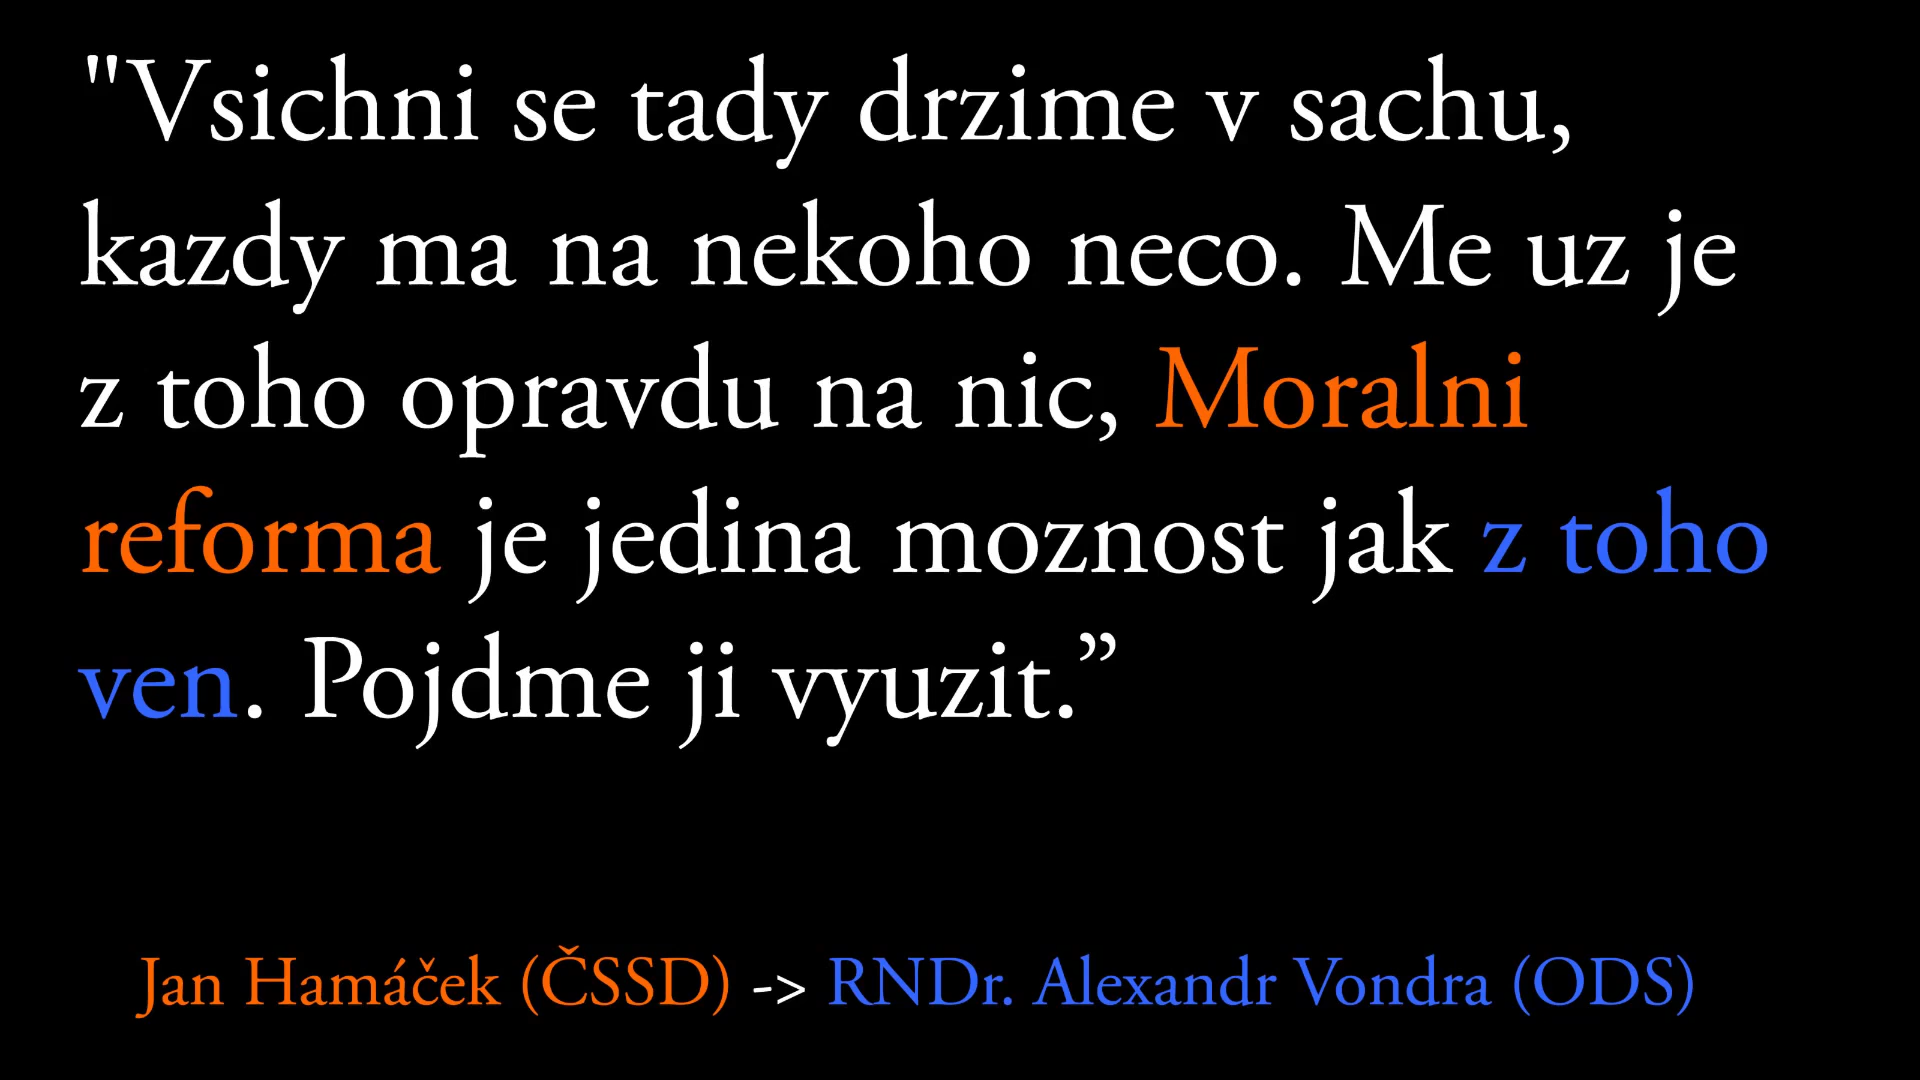 "Vsichni se tady drzime v sachu,
kazdy ma na nekoho neco. Me uz je
z toho opravdu na nic, Moralni
reforma je jedina moznost jak z toho
ven. Pojdme ji vyuzit.”
Jan Hamáček (ČSSD) -> RNDr. Alexandr Vondra (ODS)